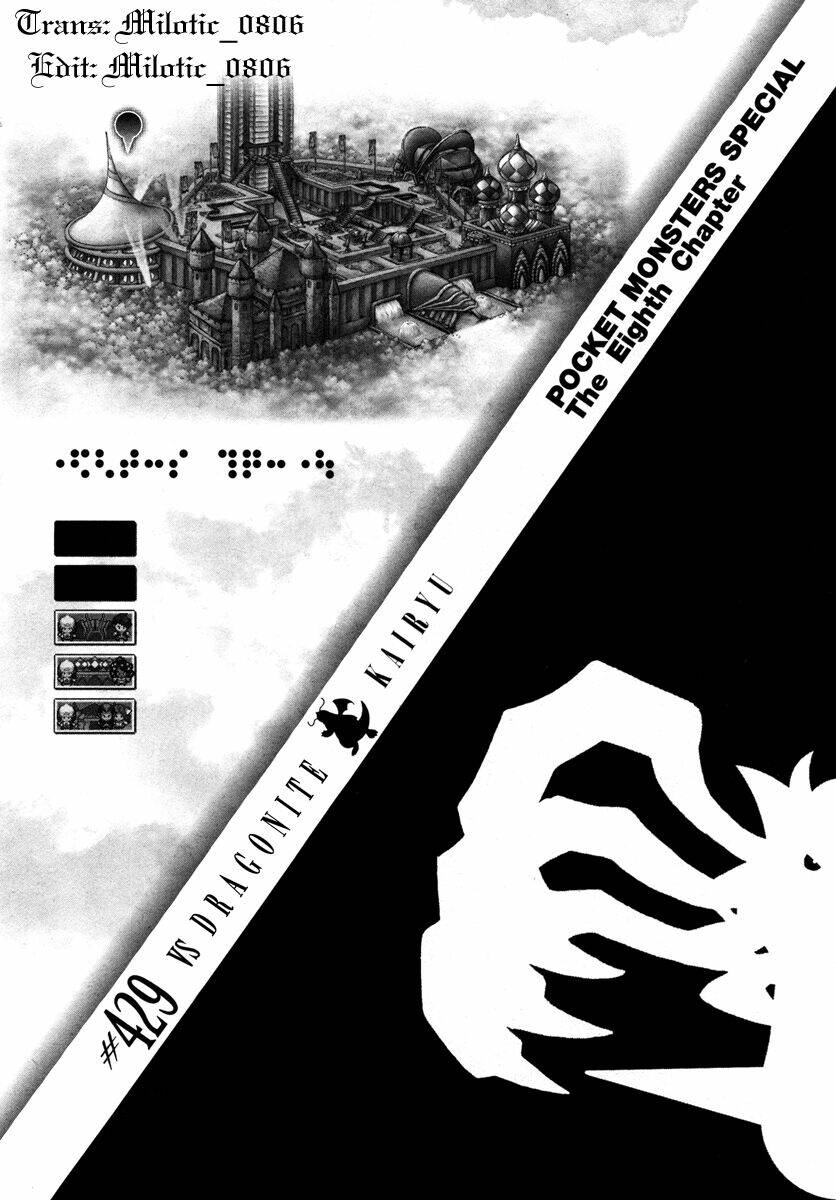 Trans: Milotic_0806
Edit: Milotic_0806
POCKET MONSTERS SPECIAL
The Eighth Chapter
#429 VS DRAGONITE KAIRYU